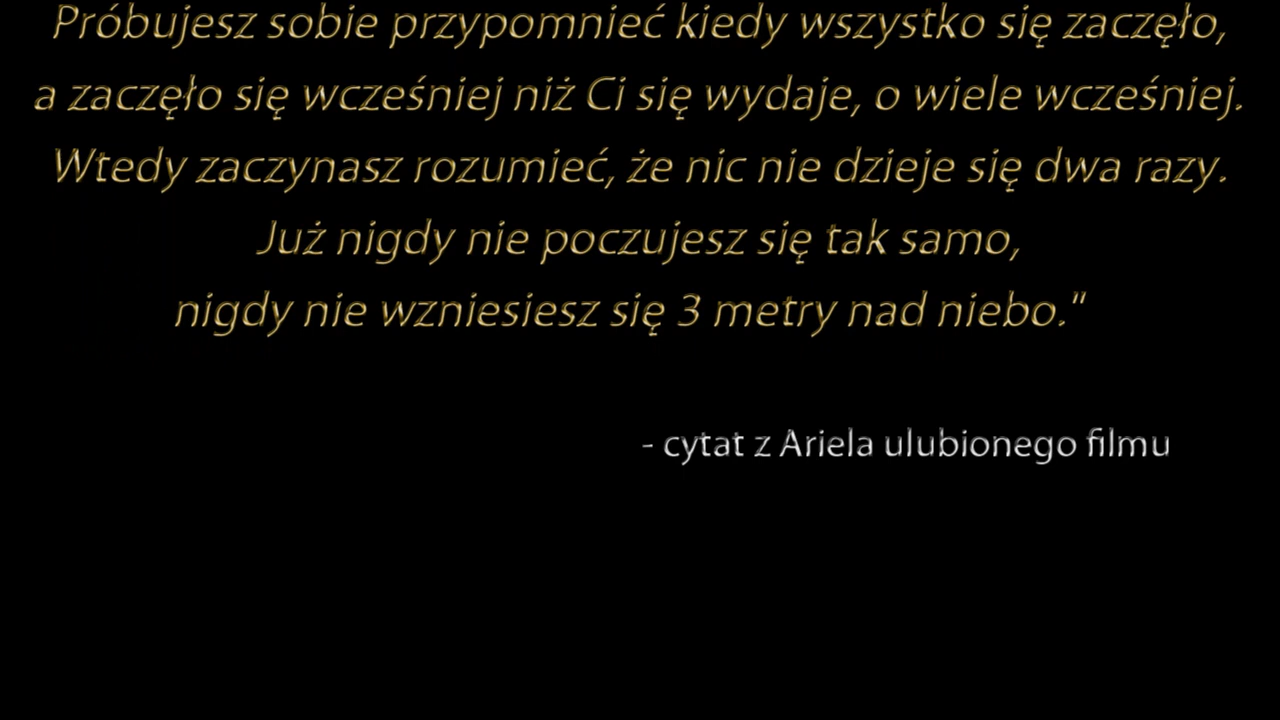 Próbujesz sobie przypomnieć kiedy wszystko się zaczęło,
a zaczęło się wcześniej niż Ci się wydaje, o wiele wcześniej.
Wtedy zaczynasz rozumieć, że nic nie dzieje się dwa razy.
Już nigdy nie poczujesz się tak samo,
nigdy nie wzniesiesz się 3 metry nad niebo."
- cytat z Ariela ulubionego filmu